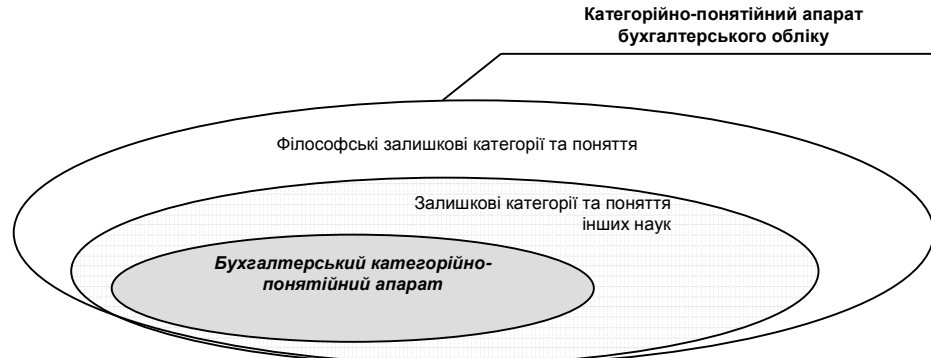 Категорійно-понятійний апарат
бухгалтерського обліку
Філософські залишкові категорії та поняття
Залишкові категорії та поняття
інших наук
Бухгалтерський категорійно-
понятійний апарат